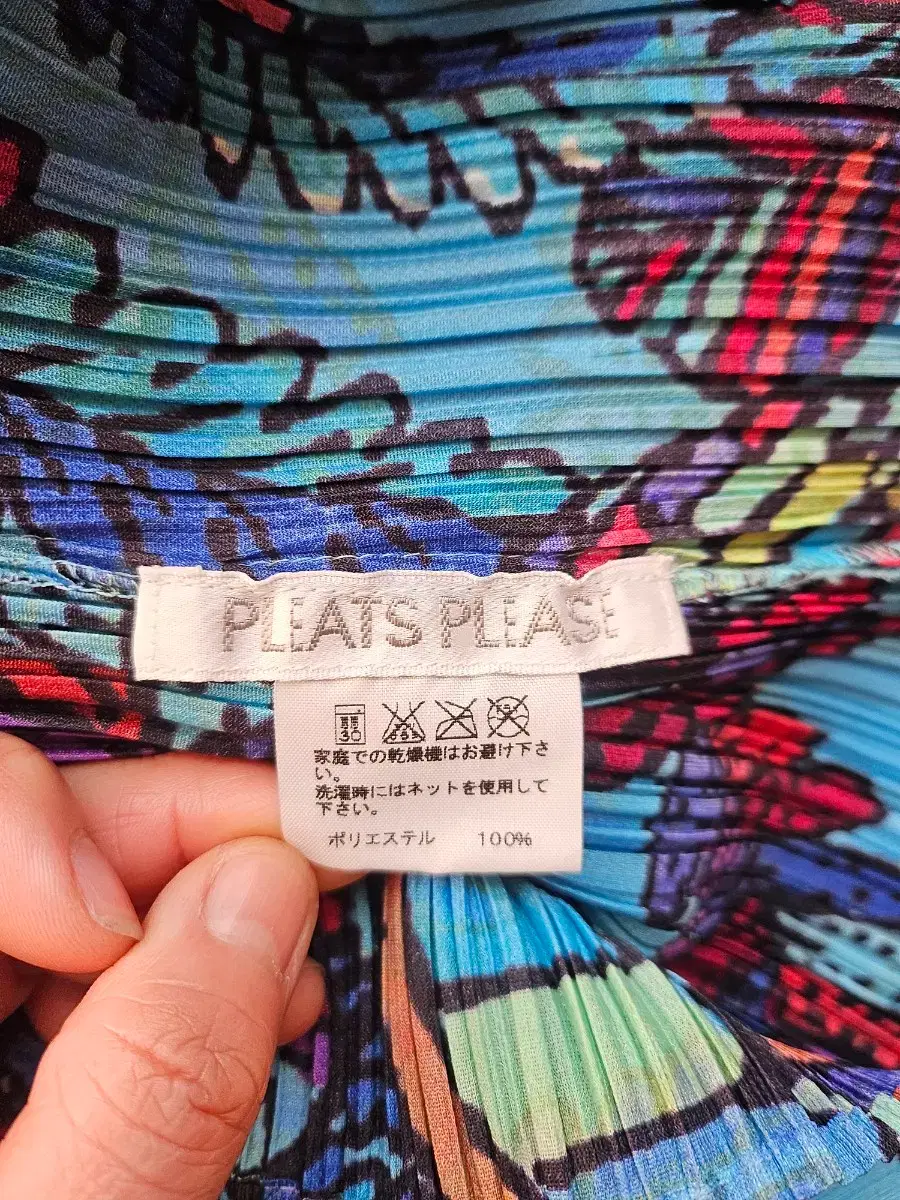 PLEATS PLEASE
30
家庭での乾燥機はお避け下さ
い。
洗濯時にはネットを使用して
下さい。
ポリエステル 100%